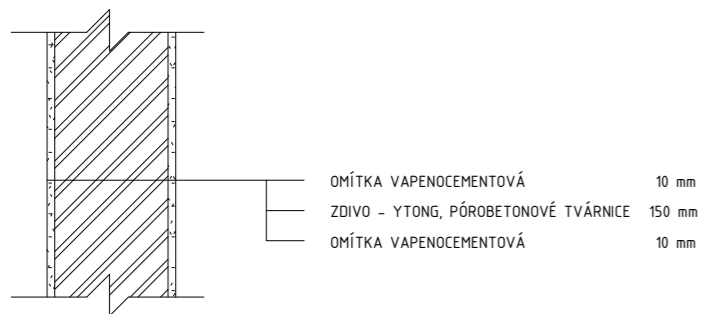 OMÍTKA VAPENOCEMENTOVÁ 10 mm
ZDIVO - YTONG, PÓROBETONOVÉ TVÁRNICE 150 mm
OMÍTKA VAPENOCEMENTOVÁ 10 mm